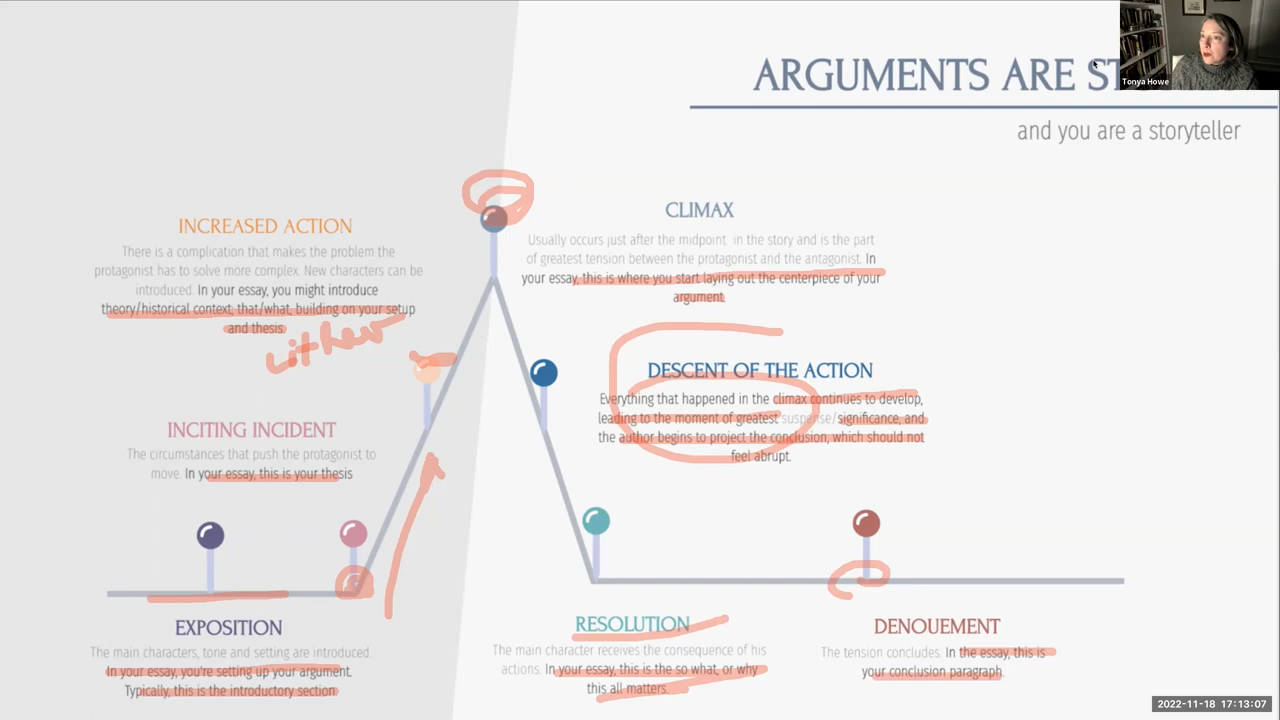 ARGUMENTS ARE ST
Tonya Howe
and you are a storyteller
INCREASED ACTION
There is a complication that makes the problem the
protagonist has to solve more complex. New characters can be
introduced. In your essay, you might introduce
theory/historical context, that/what, building on your setup
and thesis.
CLIMAX
Usually occurs just after the midpoint in the story and is the part
of greatest tension between the protagonist and the antagonist. In
your essay, this is where you start laying out the centerpiece of your
argument.
DESCENT OF THE ACTION
Everything that happened in the climax continues to develop,
leading to the moment of greatest suspense/significance, and
the author begins to project the conclusion, which should not
feel abrupt.
INCITING INCIDENT
The circumstances that push the protagonist to
move. In your essay, this is your thesis
EXPOSITION
The main characters, tone and setting are introduced.
In your essay, you're setting up your argument.
Typically, this is the introductory section
RESOLUTION
The main character receives the consequence of his
actions. In your essay, this is the so what, or why
this all matters.
DENOUEMENT
The tension concludes. In the essay, this is
your conclusion paragraph.
2022-11-18 17:13:07